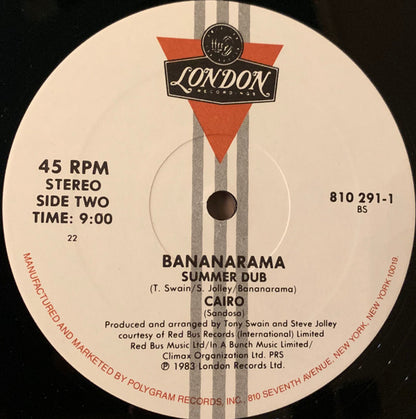 LONDON
RECORDINGS
45 RPM
STEREO
SIDE TWO
TIME: 9:00
22
810 291-1
BS
BANANARAMA
SUMMER DUB
(T. Swain/S. Jolley/Bananarama)
CAIRO
(Sandosa)
Produced and arranged by Tony Swain and Steve Jolley
courtesy of Red Bus Records (International) Limited
Red Bus Music Ltd/In A Bunch Music Limited/
Climax Organization Ltd. PRS
℗ 1983 London Records Ltd.
MANUFACTURED AND MARKETED BY POLYGRAM RECORDS, INC., 810 SEVENTH AVENUE, NEW YORK, NEW YORK 10019.